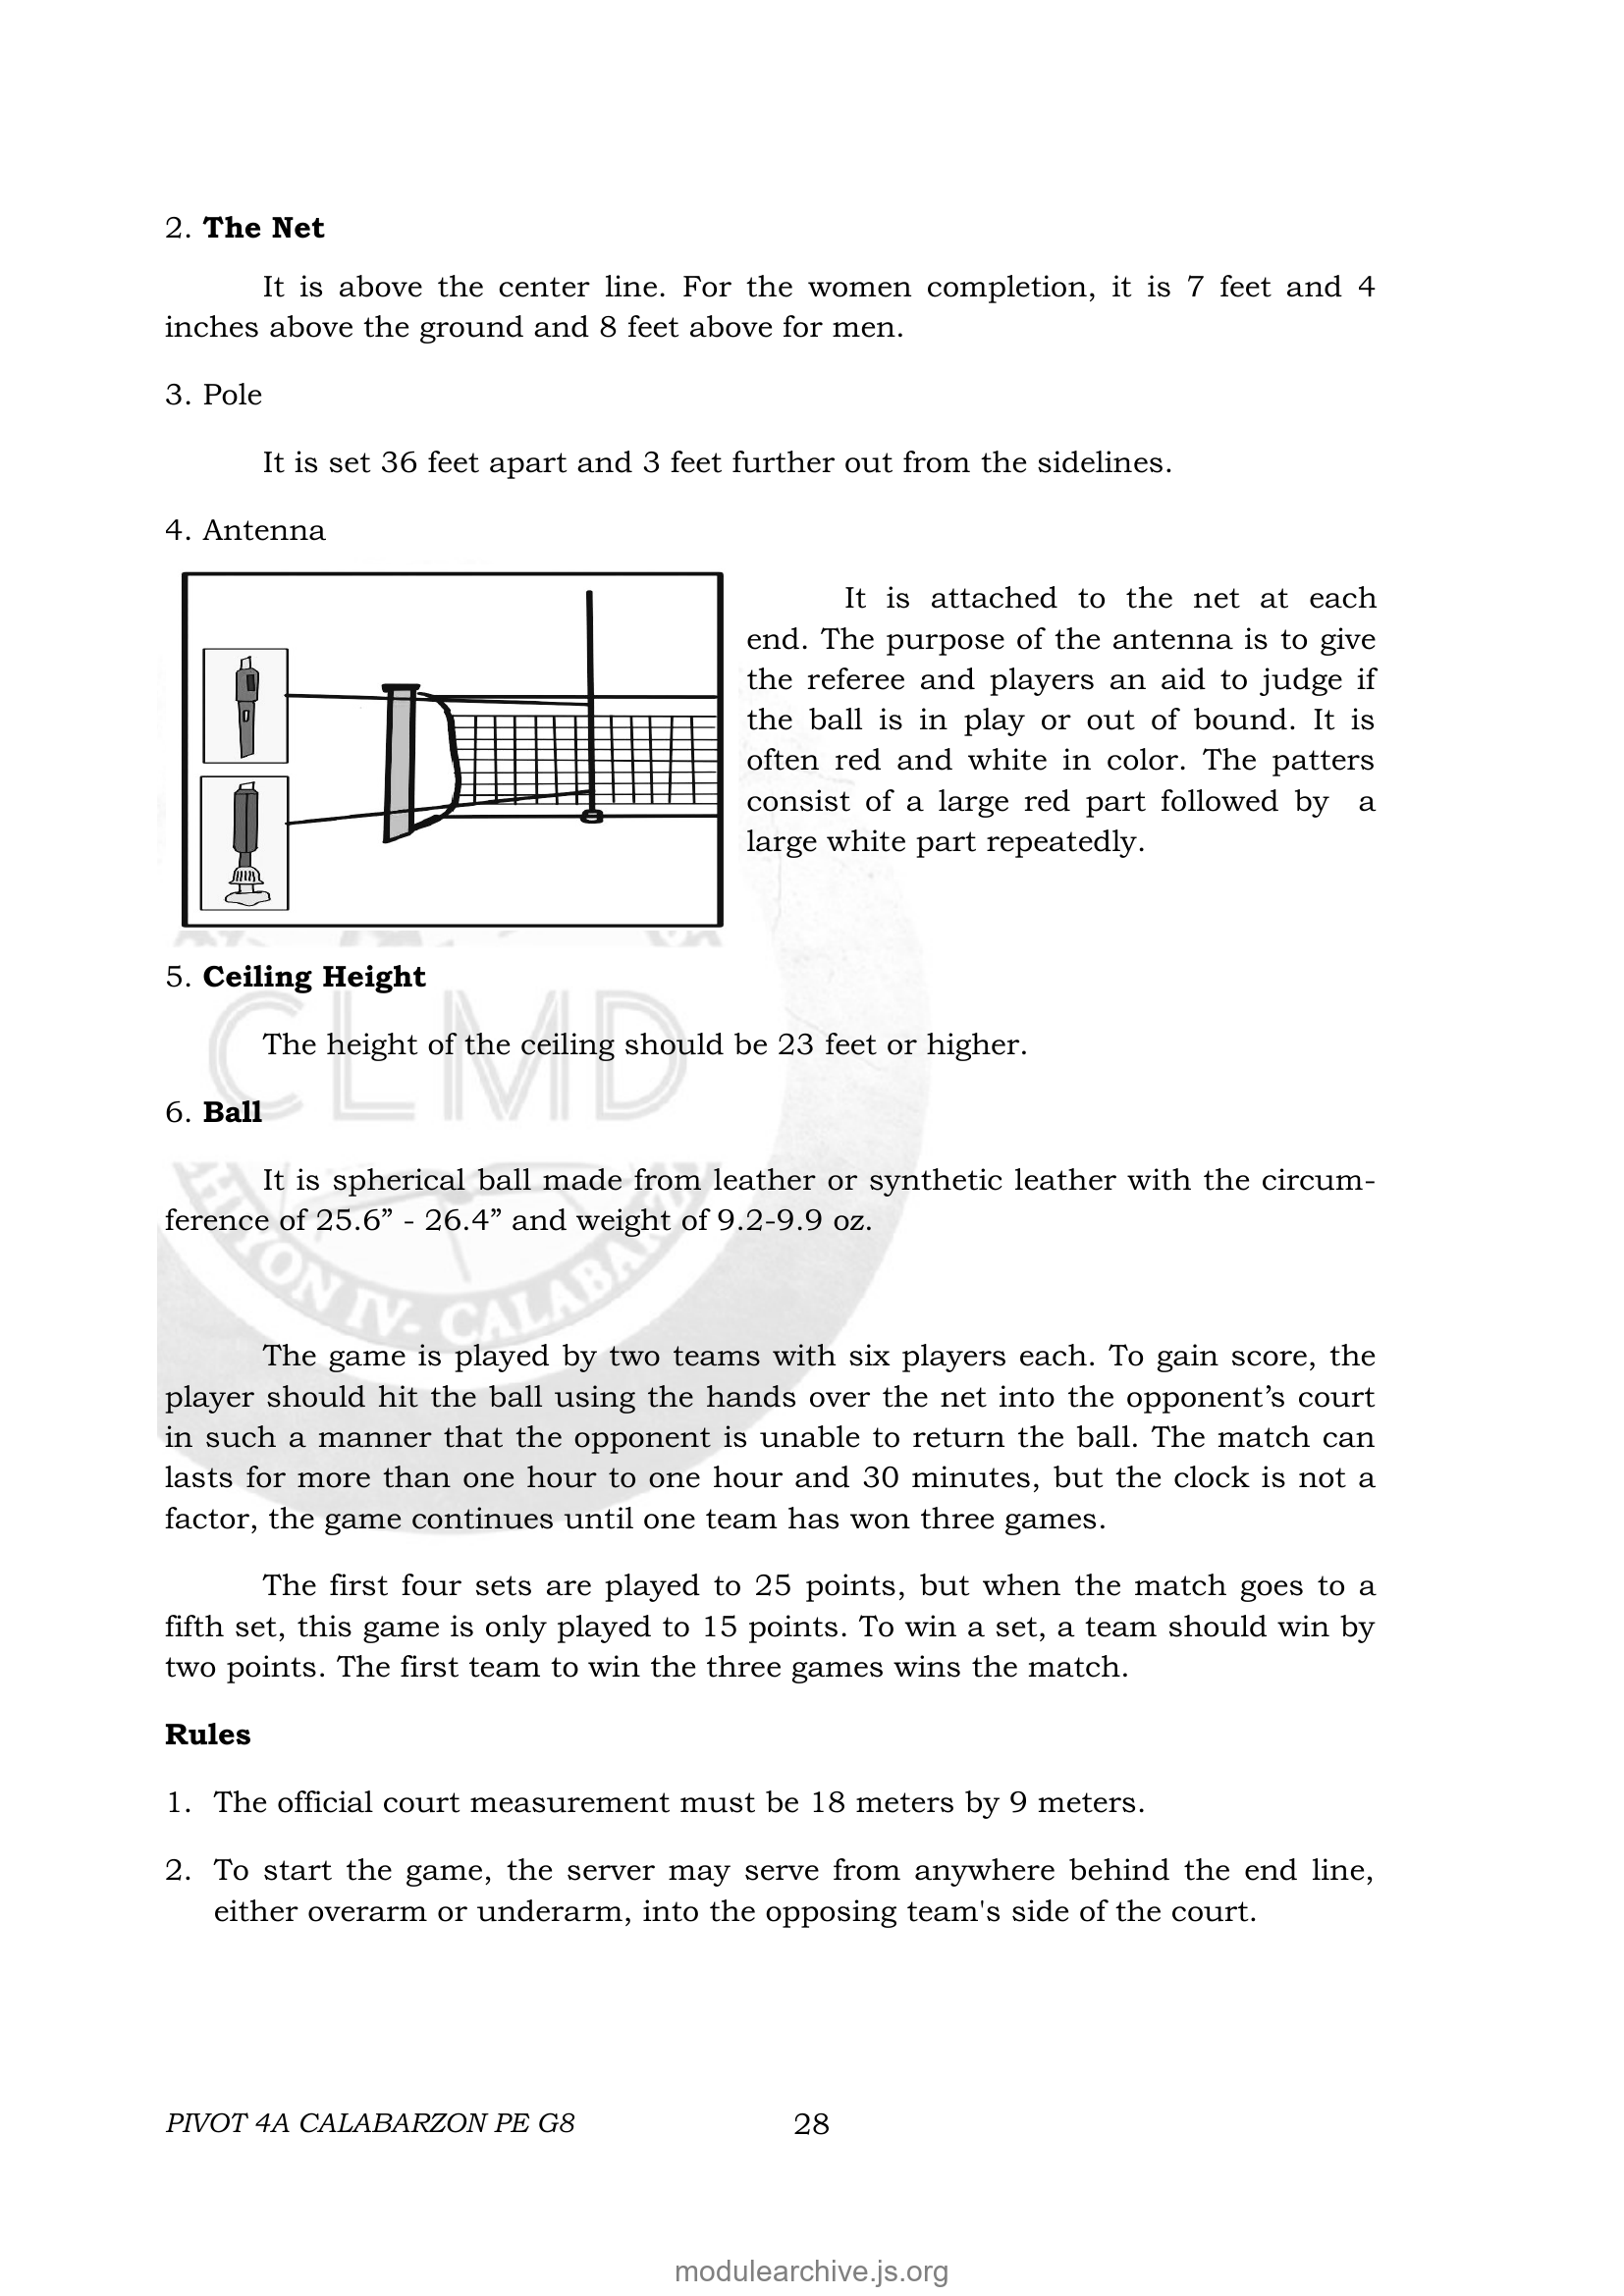 2. The Net
It is above the center line. For the women completion, it is 7 feet and 4
inches above the ground and 8 feet above for men.
3. Pole
It is set 36 feet apart and 3 feet further out from the sidelines.
4. Antenna
It is attached to the net at each
end. The purpose of the antenna is to give
the referee and players an aid to judge if
the ball is in play or out of bound. It is
often red and white in color. The patters
consist of a large red part followed by a
large white part repeatedly.
5. Ceiling Height
CLMD
The height of the ceiling should be 23 feet or higher.
6. Ball
It is spherical ball made from leather or synthetic leather with the circum-
ference of 25.6” - 26.4” and weight of 9.2-9.9 oz.
HYON IV- CALABARZ
The game is played by two teams with six players each. To gain score, the
player should hit the ball using the hands over the net into the opponent’s court
in such a manner that the opponent is unable to return the ball. The match can
lasts for more than one hour to one hour and 30 minutes, but the clock is not a
factor, the game continues until one team has won three games.
The first four sets are played to 25 points, but when the match goes to a
fifth set, this game is only played to 15 points. To win a set, a team should win by
two points. The first team to win the three games wins the match.
Rules
1. The official court measurement must be 18 meters by 9 meters.
2. To start the game, the server may serve from anywhere behind the end line,
either overarm or underarm, into the opposing team's side of the court.
PIVOT 4A CALABARZON PE G8
28
modulearchive.js.org